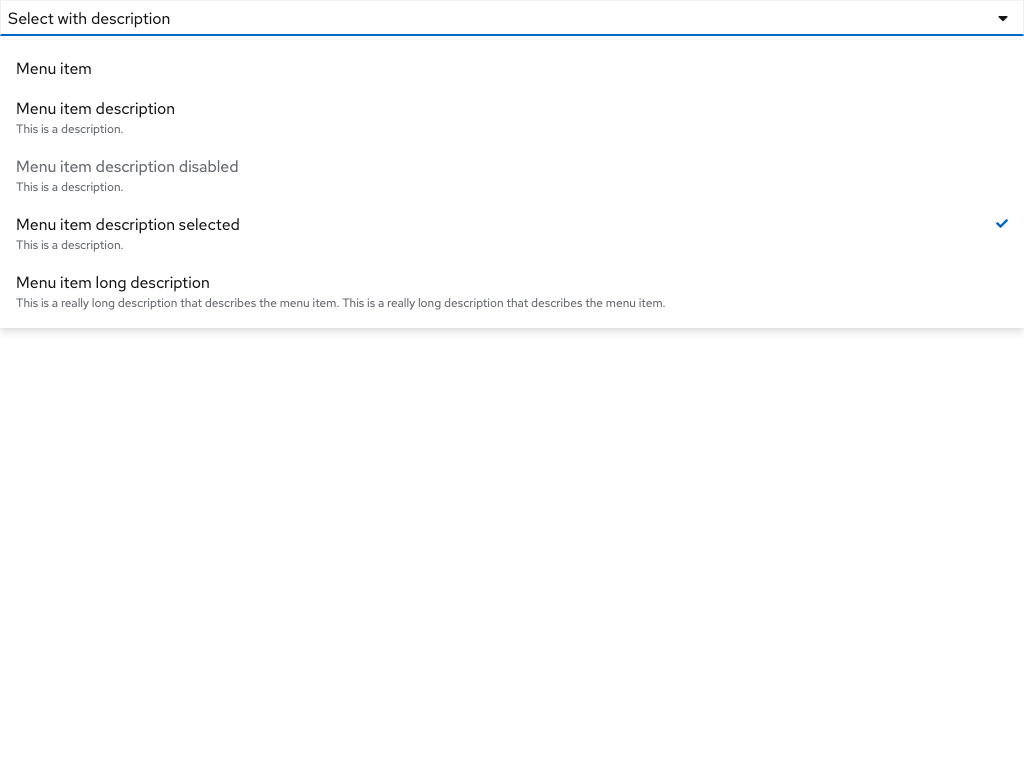 Select with description
Menu item
Menu item description
This is a description.
Menu item description disabled
This is a description.
Menu item description selected
This is a description.
Menu item long description
This is a really long description that describes the menu item. This is a really long description that describes the menu item.